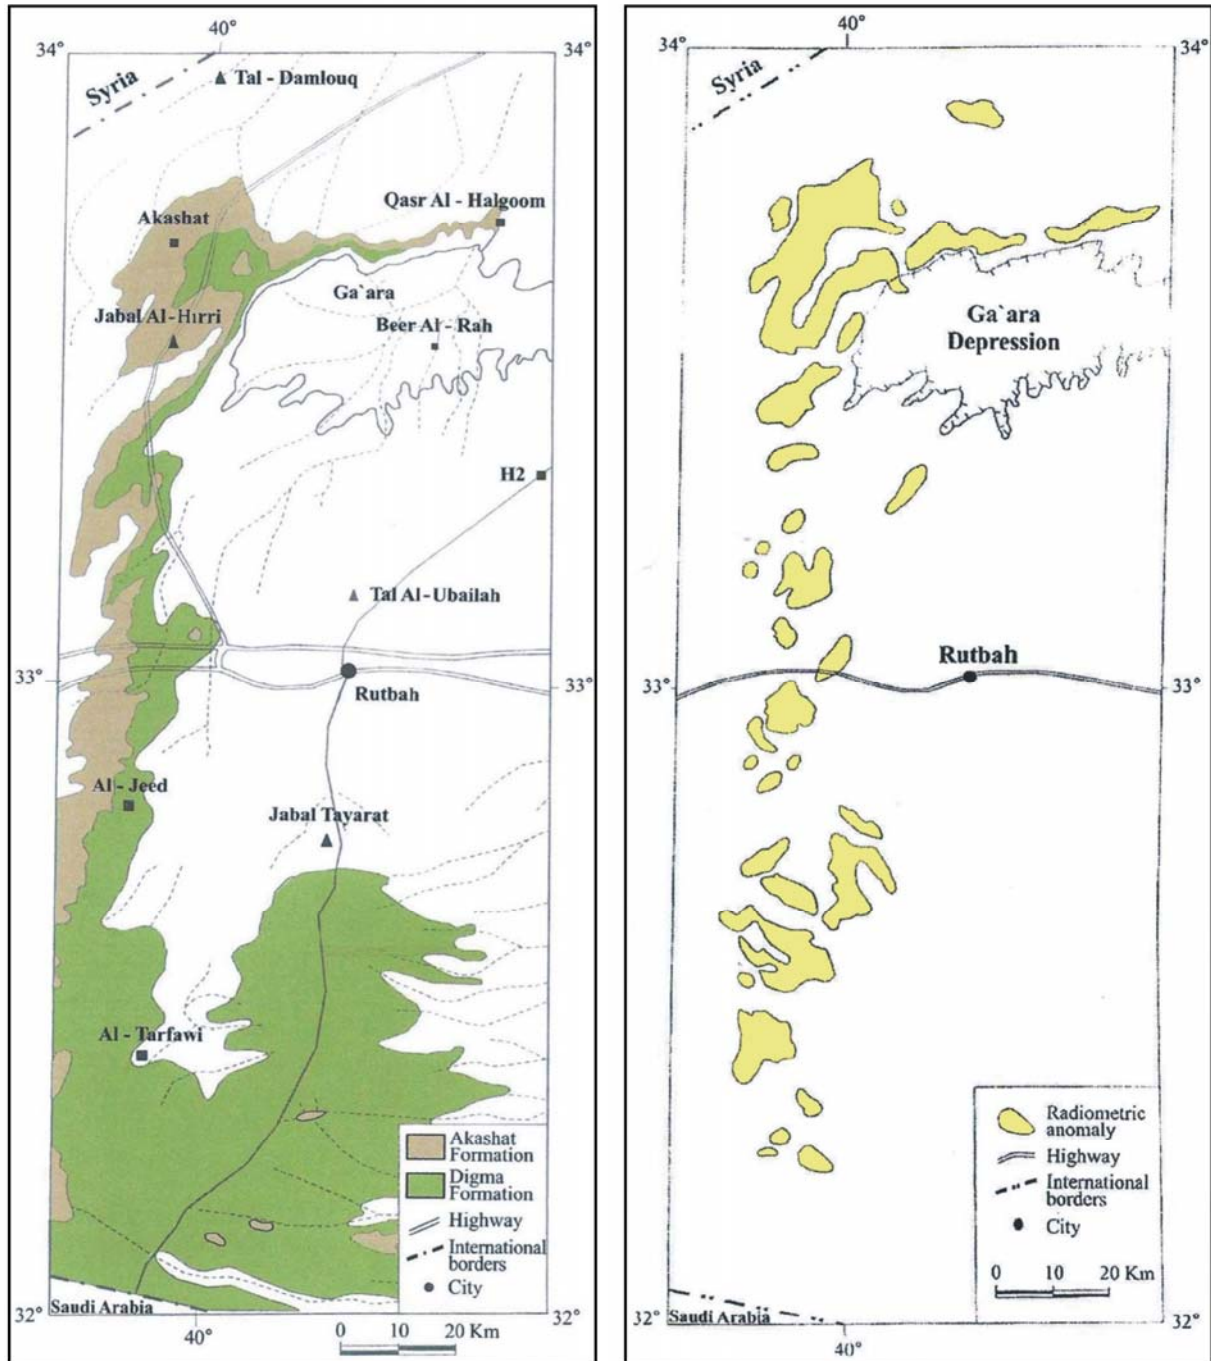 40°
34°
34°
Syria
Tal - Damlouq
Qasr Al - Halgoom
Akashat
Ga`ara
Jabal Al-Hırri
Beer Al - Rah
H2
Tal Al-Ubailah
33°
33°
Rutbah
Al - Jeed
Jabal Tayarat
Al - Tarfawi
Akashat
Formation
Digma
Formation
Highway
International
borders
City
Saudi Arabia
32°
32°
40°
0 10 20 Km
40°
34°
34°
Syria
Ga`ara
Depression
Rutbah
33°
33°
Radiometric
anomaly
Highway
International
borders
City
0 10 20 Km
Saudi Arabia
32°
32°
40°